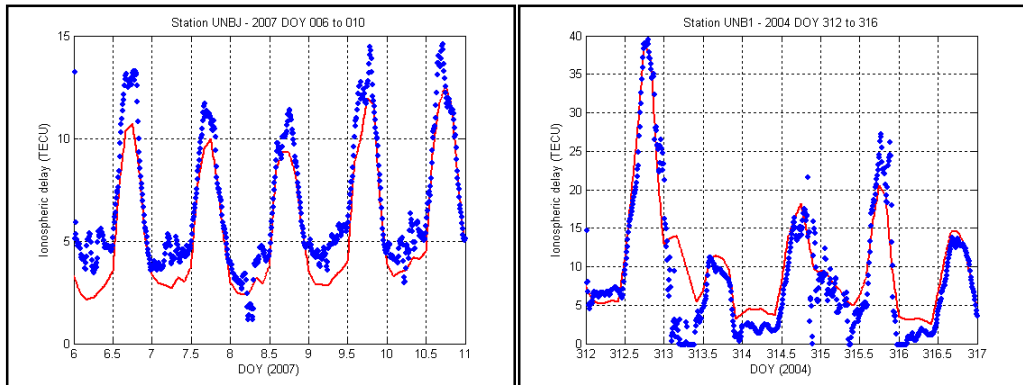 Station UNBJ - 2007 DOY 006 to 010
15
10
5
0
Ionospheric delay (TECU)
6 6.5 7 7.5 8 8.5 9 9.5 10 10.5 11
DOY (2007)
Station UNB1 - 2004 DOY 312 to 316
40
35
30
25
20
15
10
5
0
Ionospheric delay (TECU)
312 312.5 313 313.5 314 314.5 315 315.5 316 316.5 317
DOY (2004)